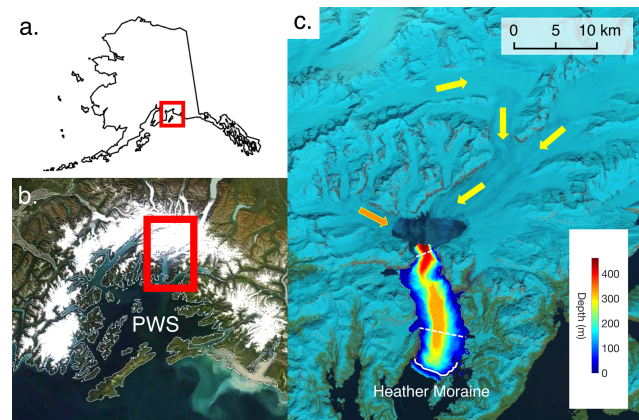 a.
b.
PWS
c.
0 5 10 km
400
300
200
100
0
Depth (m)
Heather Moraine